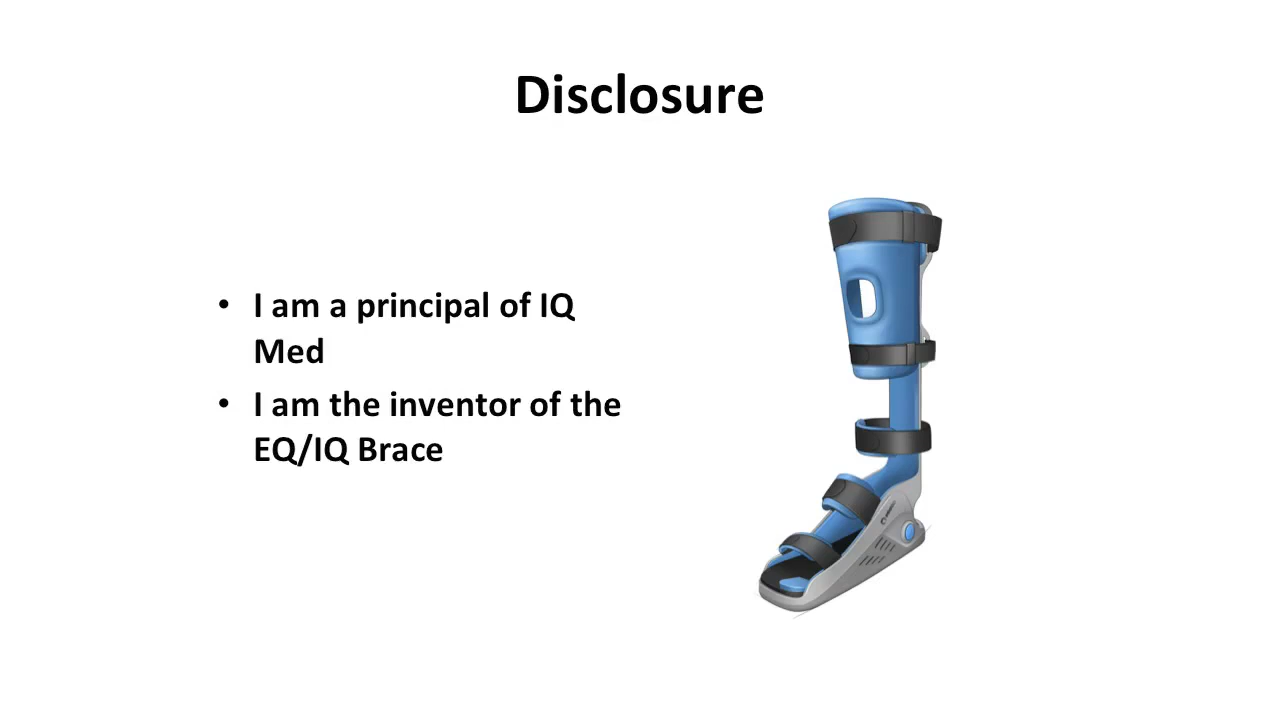 Disclosure
• I am a principal of IQ
Med
• I am the inventor of the
EQ/IQ Brace